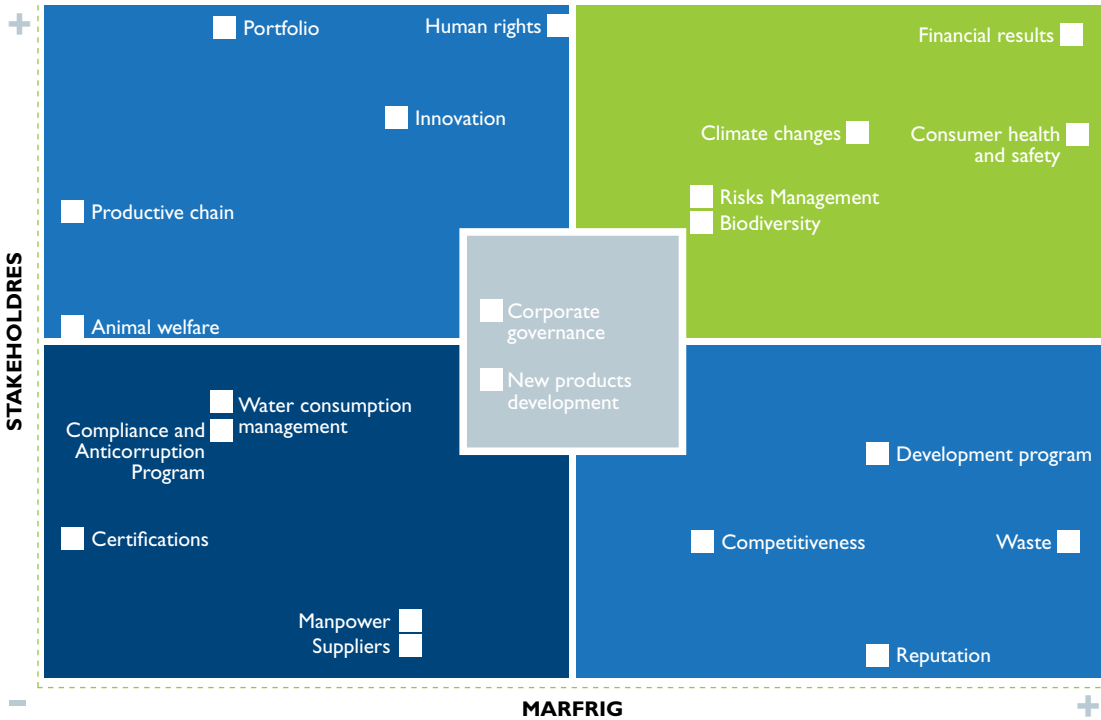 +
Portfolio
Human rights
Innovation
Productive chain
Animal welfare
Financial results
Climate changes
Consumer health
and safety
Risks Management
Biodiversity
Corporate
governance
New products
development
STAKEHOLDRES
Water consumption
management
Compliance and
Anticorruption
Program
Certifications
Manpower
Suppliers
Development program
Competitiveness
Waste
Reputation
-
MARFRIG
+